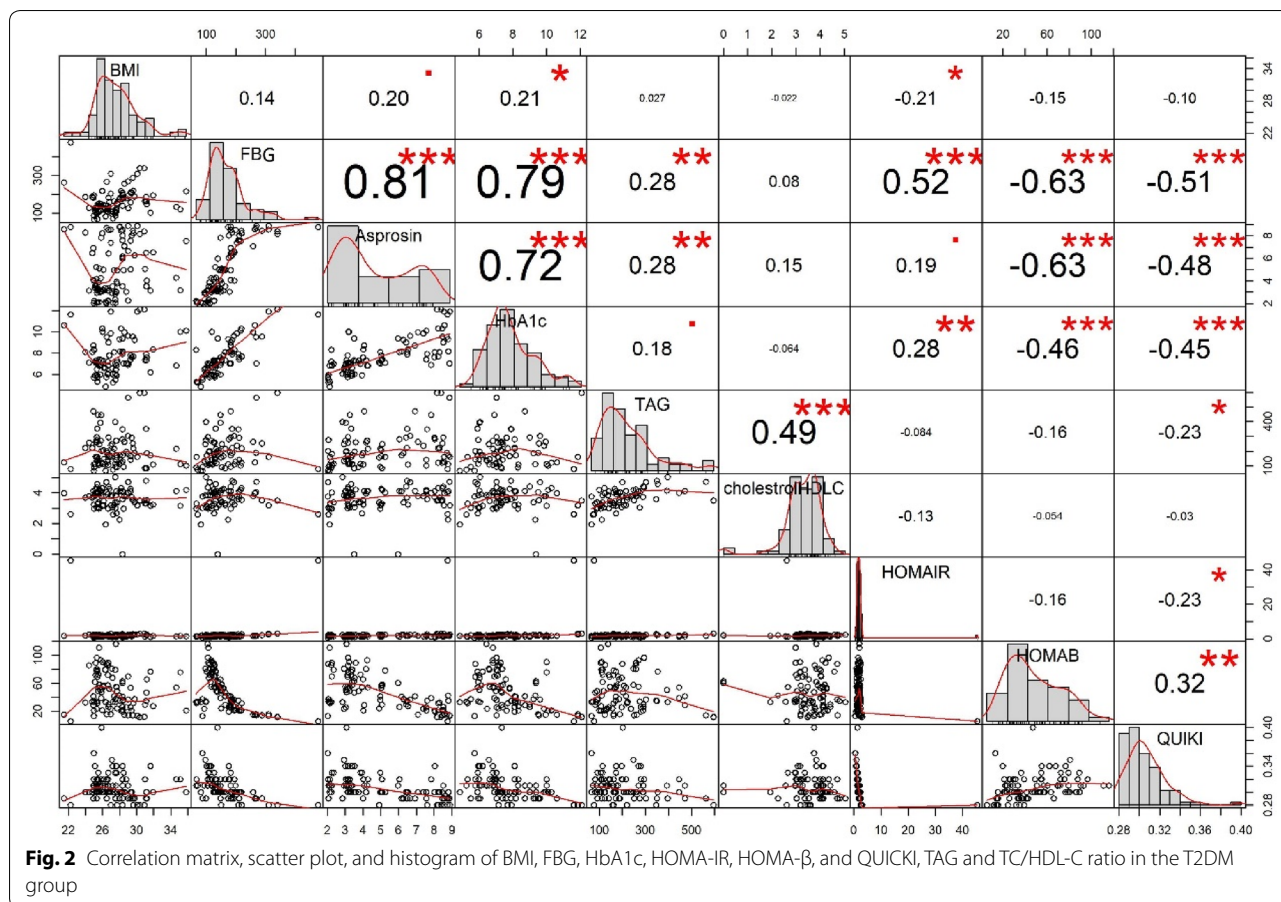 100 300 6 8 10 12 0 1 2 3 4 5 20 60 100
BMI 0.14 0.20 0.21 * 0.027 -0.022 -0.21 * -0.15 -0.10 22 28 34
100 300 FBG 0.81 *** 0.79 *** 0.28 ** 0.08 0.52 *** -0.63 *** -0.51 ***
Asprosin 0.72 *** 0.28 ** 0.15 0.19 -0.63 *** -0.48 *** 2 4 6 8
6 8 10 HbA1c 0.18 -0.064 0.28 ** -0.46 *** -0.45 ***
TAG 0.49 *** -0.084 -0.16 -0.23 * 100 400
0 2 4 cholestrolHDLC -0.13 -0.054 -0.03
HOMAIR -0.16 -0.23 * 0 20 40
20 60 100 HOMAB 0.32 **
QUIKI 0.28 0.34 0.40
22 26 30 34 2 3 4 5 6 7 8 9 100 300 500 0 10 20 30 40 0.28 0.32 0.36 0.40
Fig. 2 Correlation matrix, scatter plot, and histogram of BMI, FBG, HbA1c, HOMA-IR, HOMA-β, and QUICKI, TAG and TC/HDL-C ratio in the T2DM
group